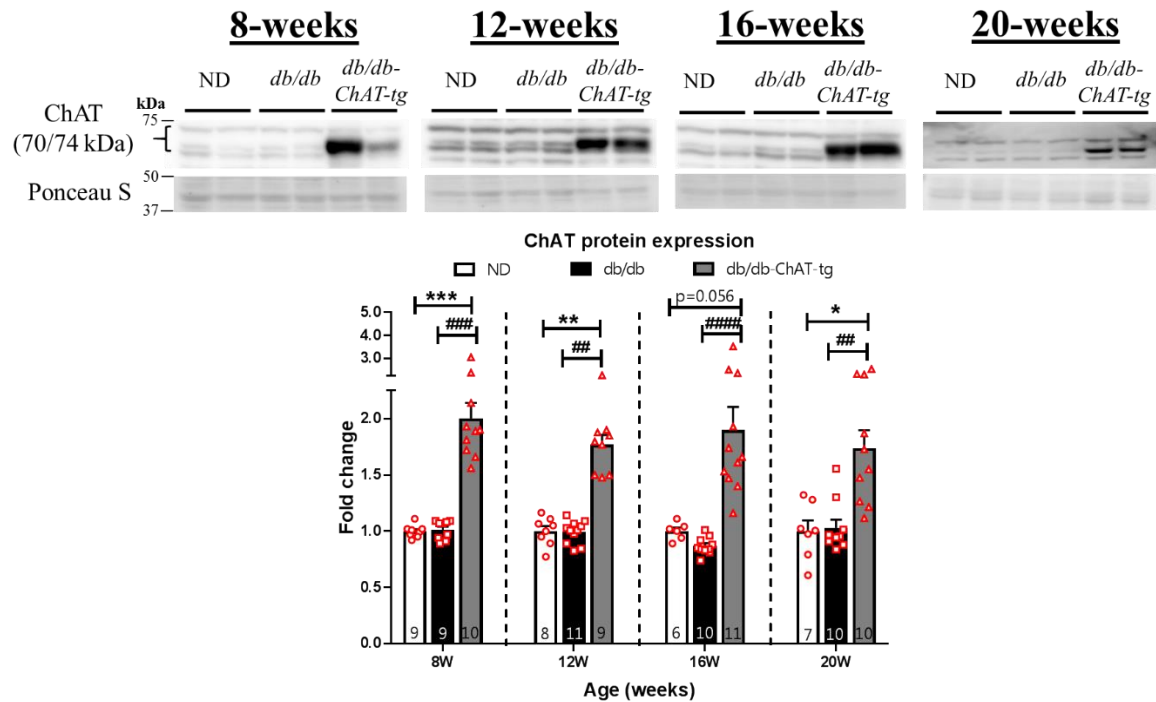 8-weeks 12-weeks 16-weeks 20-weeks
ND db/db db/db-ChAT-tg ND db/db db/db-ChAT-tg ND db/db db/db-ChAT-tg ND db/db db/db-ChAT-tg
kDa
ChAT
75
(70/74 kDa)
50
Ponceau S
37
ChAT protein expression
ND db/db db/db-ChAT-tg
*** ### ** ## p=0.056 #### * ##
5.0
4.0
3.0
2.0
1.5
1.0
0.5
0.0
Fold change
9 9 10 8 11 9 6 10 11 7 10 10
8W 12W 16W 20W
Age (weeks)